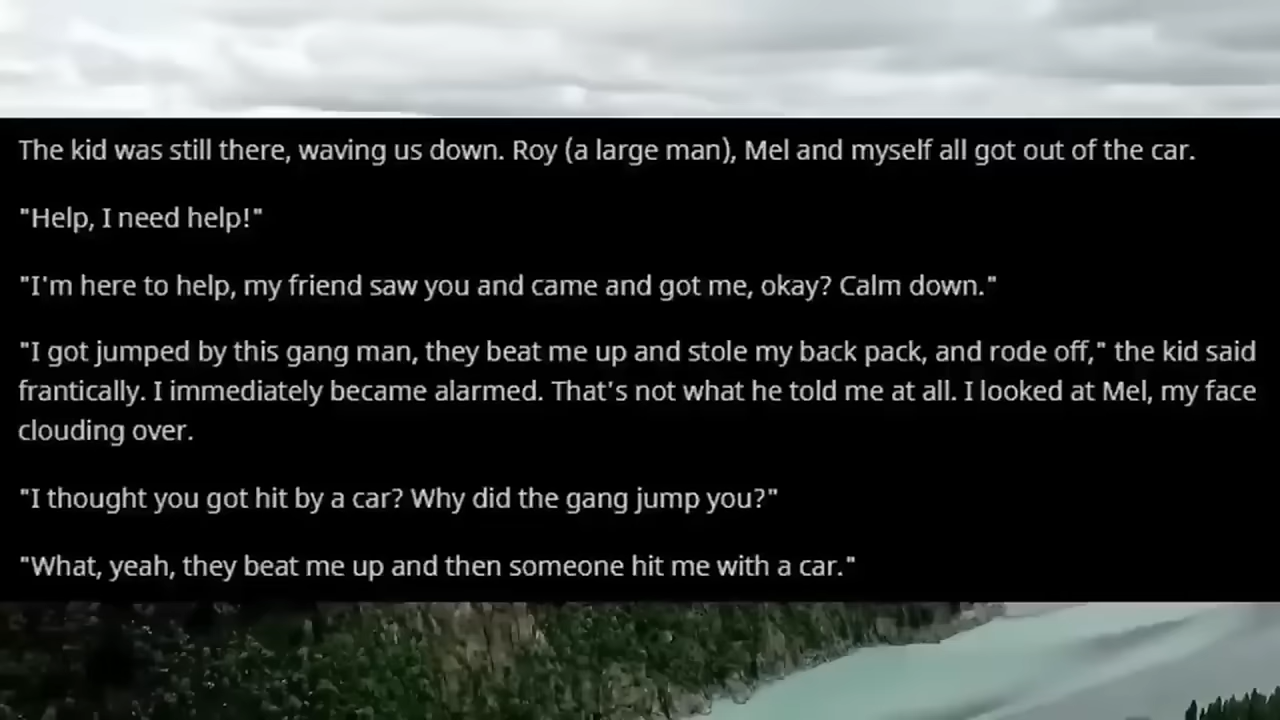 The kid was still there, waving us down. Roy (a large man), Mel and myself all got out of the car.
"Help, I need help!"
"I'm here to help, my friend saw you and came and got me, okay? Calm down."
"I got jumped by this gang man, they beat me up and stole my back pack, and rode off," the kid said
frantically. I immediately became alarmed. That's not what he told me at all. I looked at Mel, my face
clouding over.
"I thought you got hit by a car? Why did the gang jump you?"
"What, yeah, they beat me up and then someone hit me with a car."